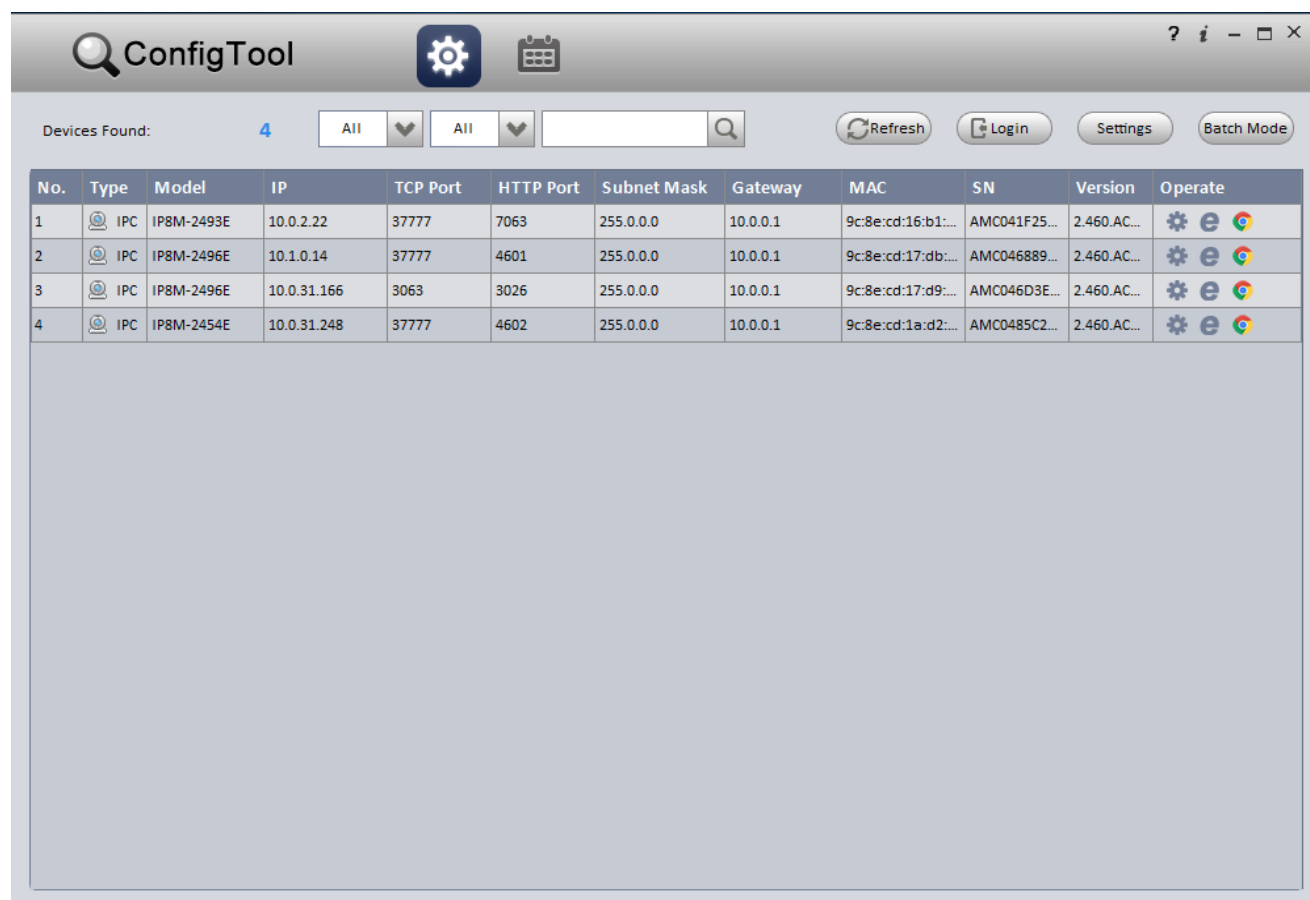 ConfigTool ? i
Devices Found: 4 All All Refresh Login Settings Batch Mode
No. Type Model IP TCP Port HTTP Port Subnet Mask Gateway MAC SN Version Operate
1 IPC IP8M-2493E 10.0.2.22 37777 7063 255.0.0.0 10.0.0.1 9c:8e:cd:16:b1:... AMC041F25... 2.460.AC...
2 IPC IP8M-2496E 10.1.0.14 37777 4601 255.0.0.0 10.0.0.1 9c:8e:cd:17:db:... AMC046889... 2.460.AC...
3 IPC IP8M-2496E 10.0.31.166 3063 3026 255.0.0.0 10.0.0.1 9c:8e:cd:17:d9:... AMC046D3E... 2.460.AC...
4 IPC IP8M-2454E 10.0.31.248 37777 4602 255.0.0.0 10.0.0.1 9c:8e:cd:1a:d2:... AMC0485C2... 2.460.AC...